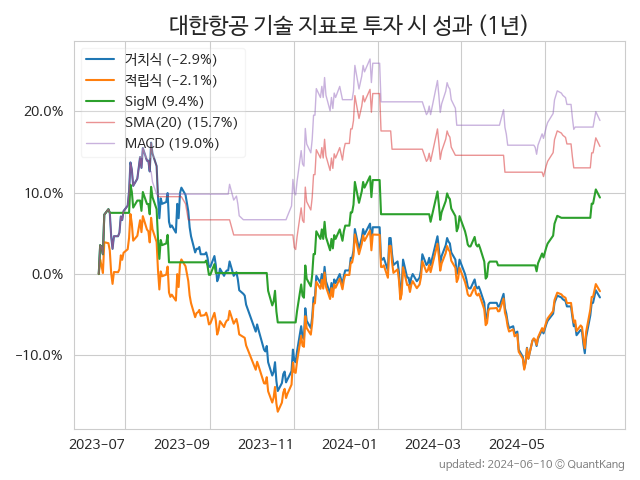 대한항공 기술 지표로 투자 시 성과 (1년)
거치식 (−2.9%)
적립식 (−2.1%)
SigM (9.4%)
SMA(20) (15.7%)
MACD (19.0%)
20.0%
10.0%
0.0%
−10.0%
2023-07 2023-09 2023-11 2024-01 2024-03 2024-05
updated: 2024-06-10 © QuantKang